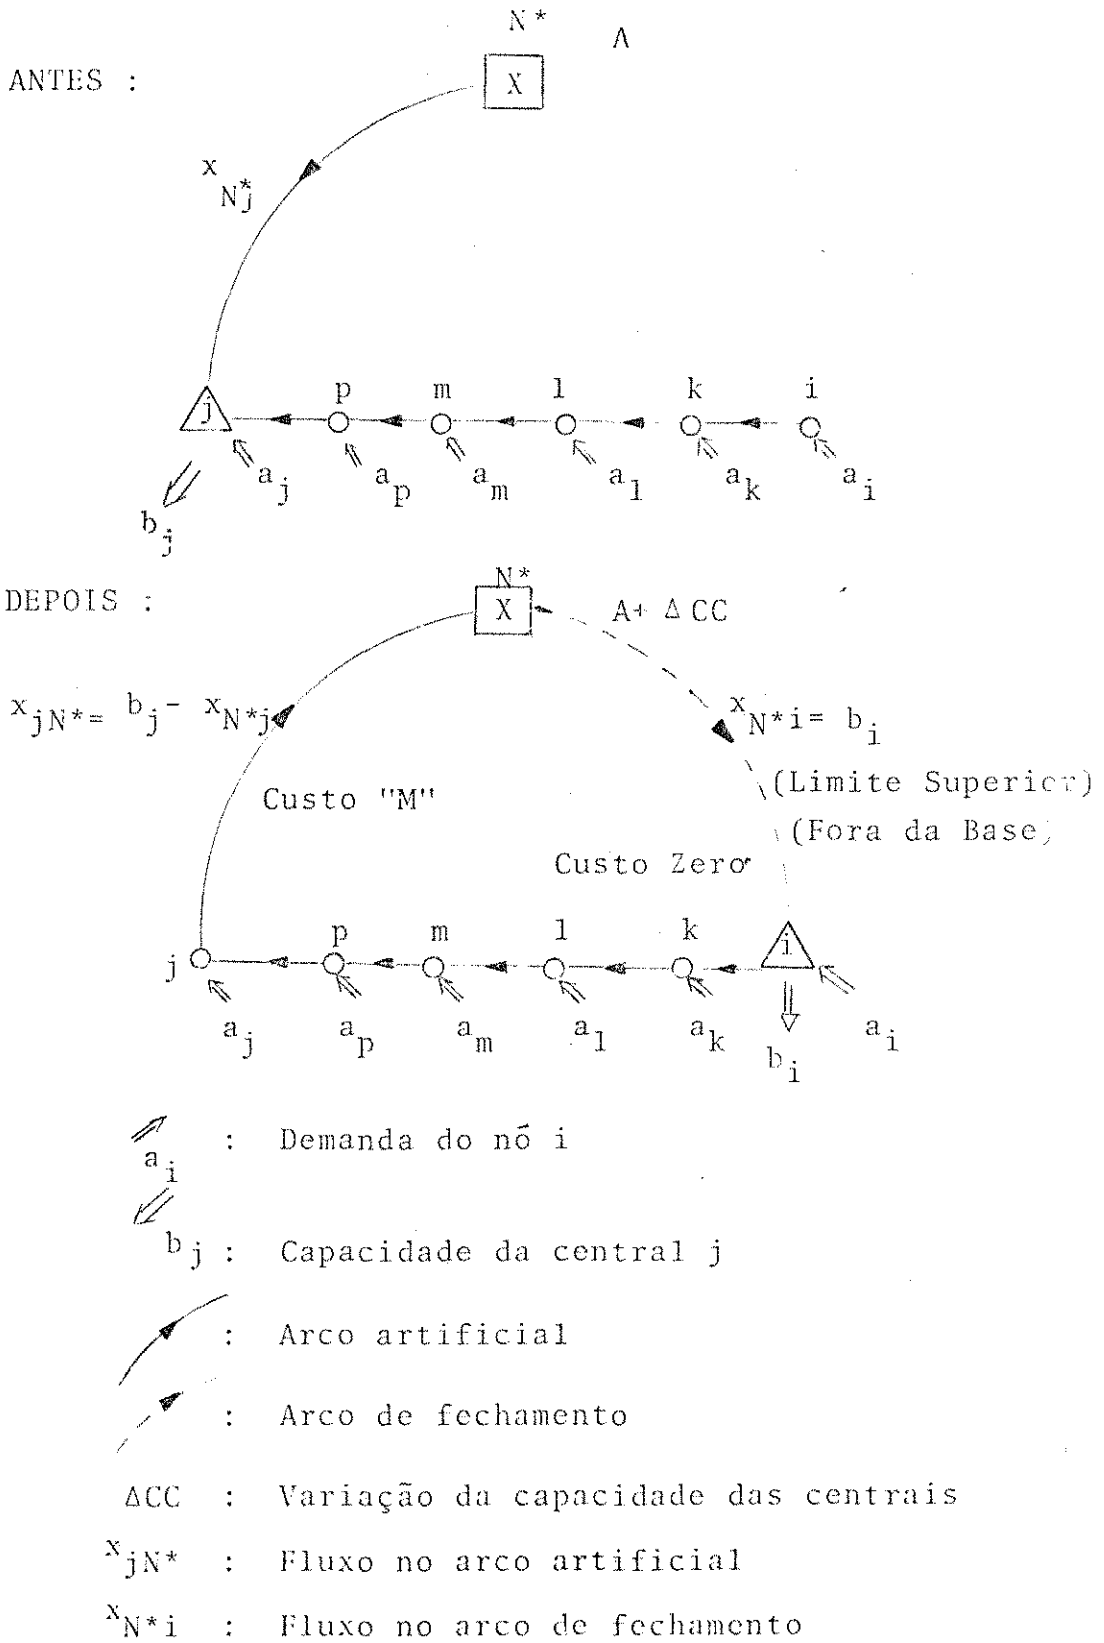 N* Λ
ANTES :
X
x N*j
j p m l k i
a j a p a m a l a k a i
b j
DEPOIS :
N*
X A+ Δ CC
x jN* = b j - x N*j
x N*i = b i
(Limite Superior)
Custo "M"
(Fora da Base)
Custo Zero
j p m l k i
a j a p a m a l a k a i
b i
a i : Demanda do nó i
b j : Capacidade da central j
: Arco artificial
: Arco de fechamento
ΔCC : Variação da capacidade das centrais
x jN* : Fluxo no arco artificial
x N*i : Fluxo no arco de fechamento